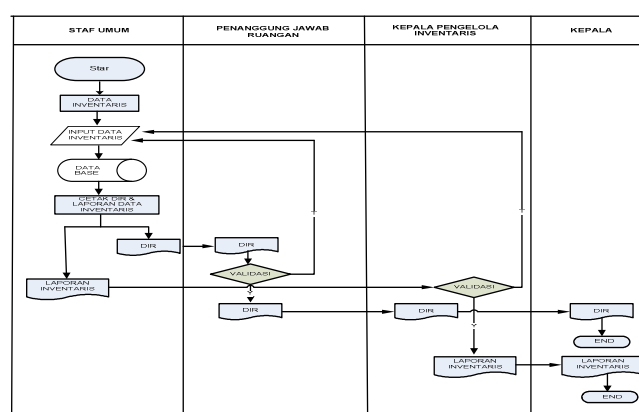 STAF UMUM
PENANGGUNG JAWAB
RUANGAN
KEPALA PENGELOLA
INVENTARIS
KEPALA
Star
DATA
INVENTARIS
INPUT DATA
INVENTARIS
DATA
BASE
CETAK DIR &
LAPORAN DATA
INVENTARIS
DIR
DIR
VALIDASI
LAPORAN
INVENTARIS
VALIDASI
Y
DIR
DIR
DIR
END
Y
LAPORAN
INVENTARIS
LAPORAN
INVENTARIS
END